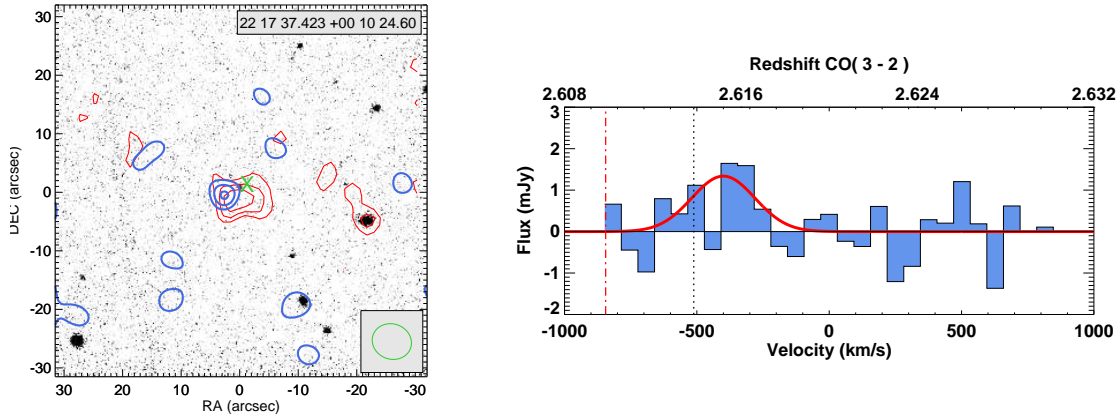 22 17 37.423 +00 10 24.60
30
20
10
0
-10
-20
-30
DEC (arcsec)
30 20 10 0 -10 -20 -30
RA (arcsec)
Redshift CO( 3 - 2 )
2.608 2.616 2.624 2.632
3
2
1
0
-1
-2
Flux (mJy)
-1000 -500 0 500 1000
Velocity (km/s)